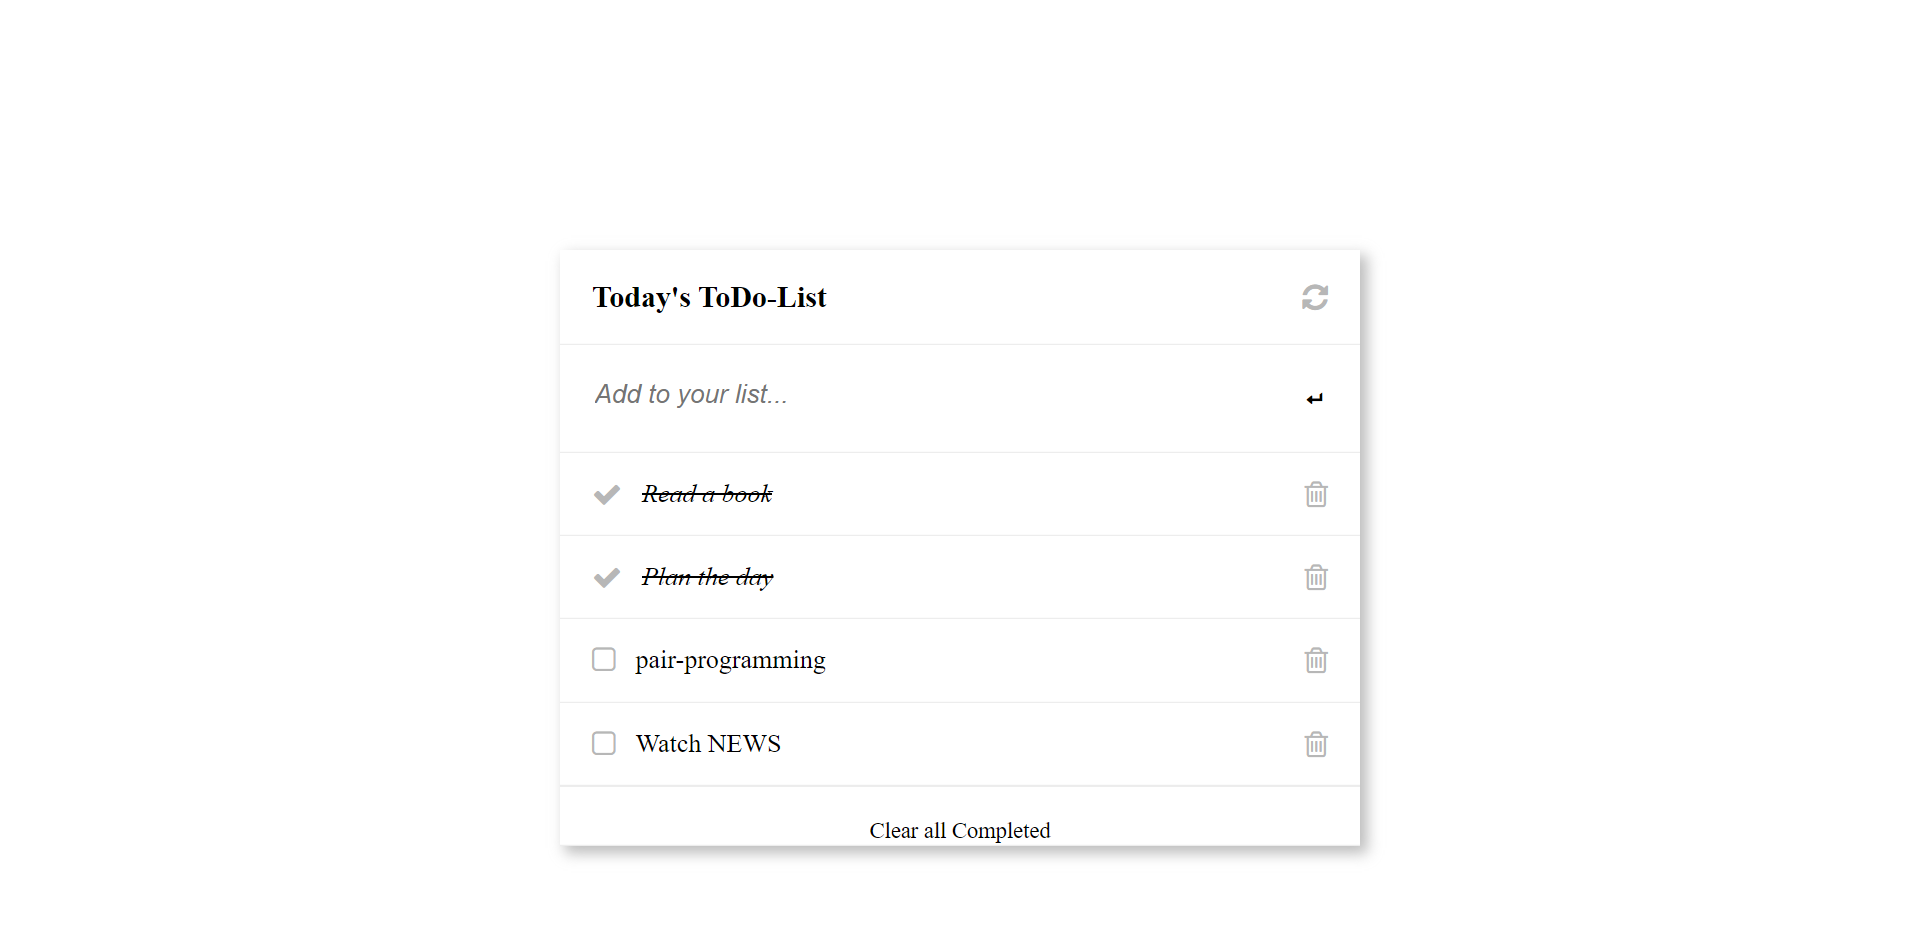 Today's ToDo-List
Add to your list...
Read a book
Plan the day
pair-programming
Watch NEWS
Clear all Completed